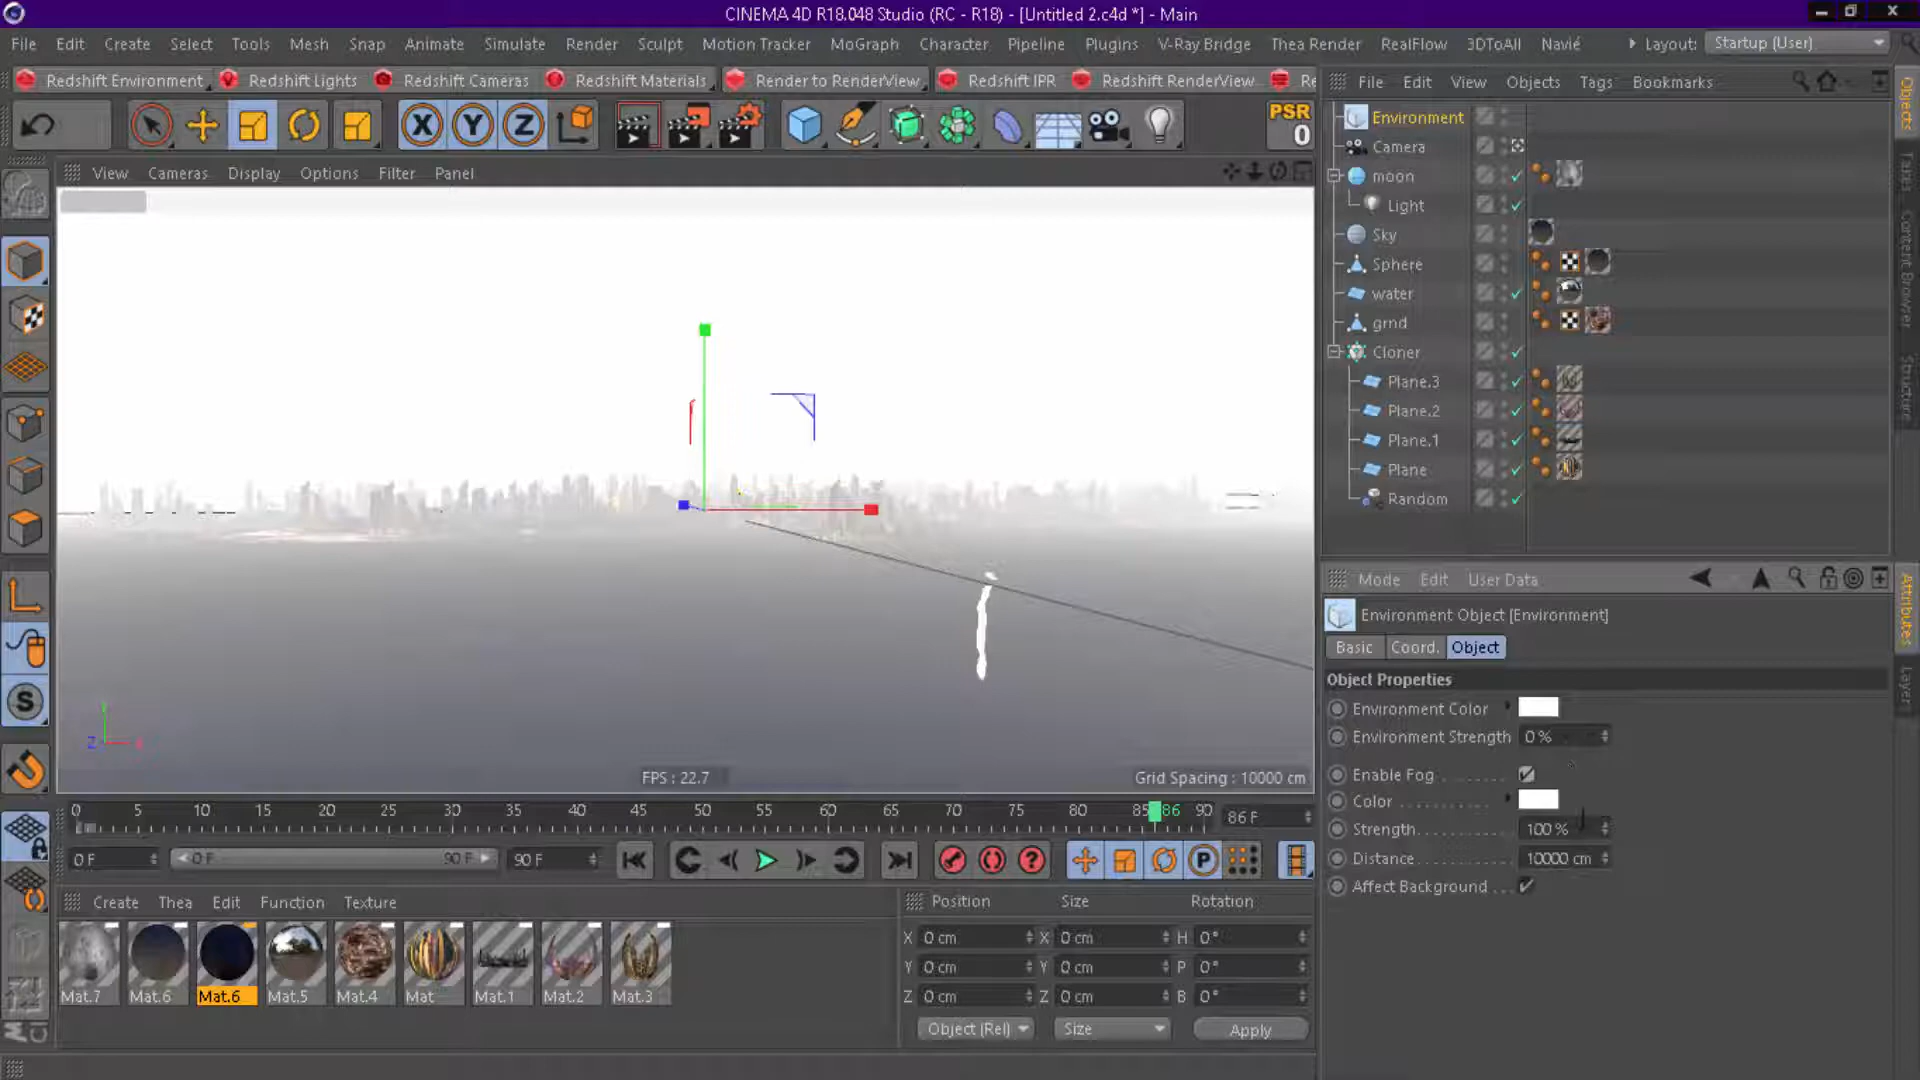 CINEMA 4D R18.048 Studio (RC - R18) - [Untitled 2.c4d *] - Main
File Edit Create Select Tools Mesh Snap Animate Simulate Render Sculpt Motion Tracker MoGraph Character Pipeline Plugins V-Ray Bridge Thea Render RealFlow 3DToAll Navié Layout: Startup (User)
Redshift Environment Redshift Lights Redshift Cameras Redshift Materials Render to RenderView Redshift IPR Redshift RenderView Re
File Edit View Objects Tags Bookmarks
X Y Z PSR
0
View Cameras Display Options Filter Panel
Environment
Camera
moon
Light
Sky
Sphere
water
grnd
Cloner
Plane.3
Plane.2
Plane.1
Plane
Random
Objects
Takes
Content Browser
Structure
Y
Z X
FPS : 22.7
Grid Spacing : 10000 cm
Mode Edit User Data
Environment Object [Environment]
Basic Coord. Object
Object Properties
Environment Color
Environment Strength 0 %
Enable Fog
Color
Strength 100 %
Distance 10000 cm
Affect Background
Attributes
Layer
0 5 10 15 20 25 30 35 40 45 50 55 60 65 70 75 80 85 86 90 86 F
0 F 0 F 90 F 90 F
Create Thea Edit Function Texture
Mat.7 Mat.6 Mat.6 Mat.5 Mat.4 Mat Mat.1 Mat.2 Mat.3
Position Size Rotation
X 0 cm X 0 cm H 0 °
Y 0 cm Y 0 cm P 0 °
Z 0 cm Z 0 cm B 0 °
Object (Rel) Size Apply